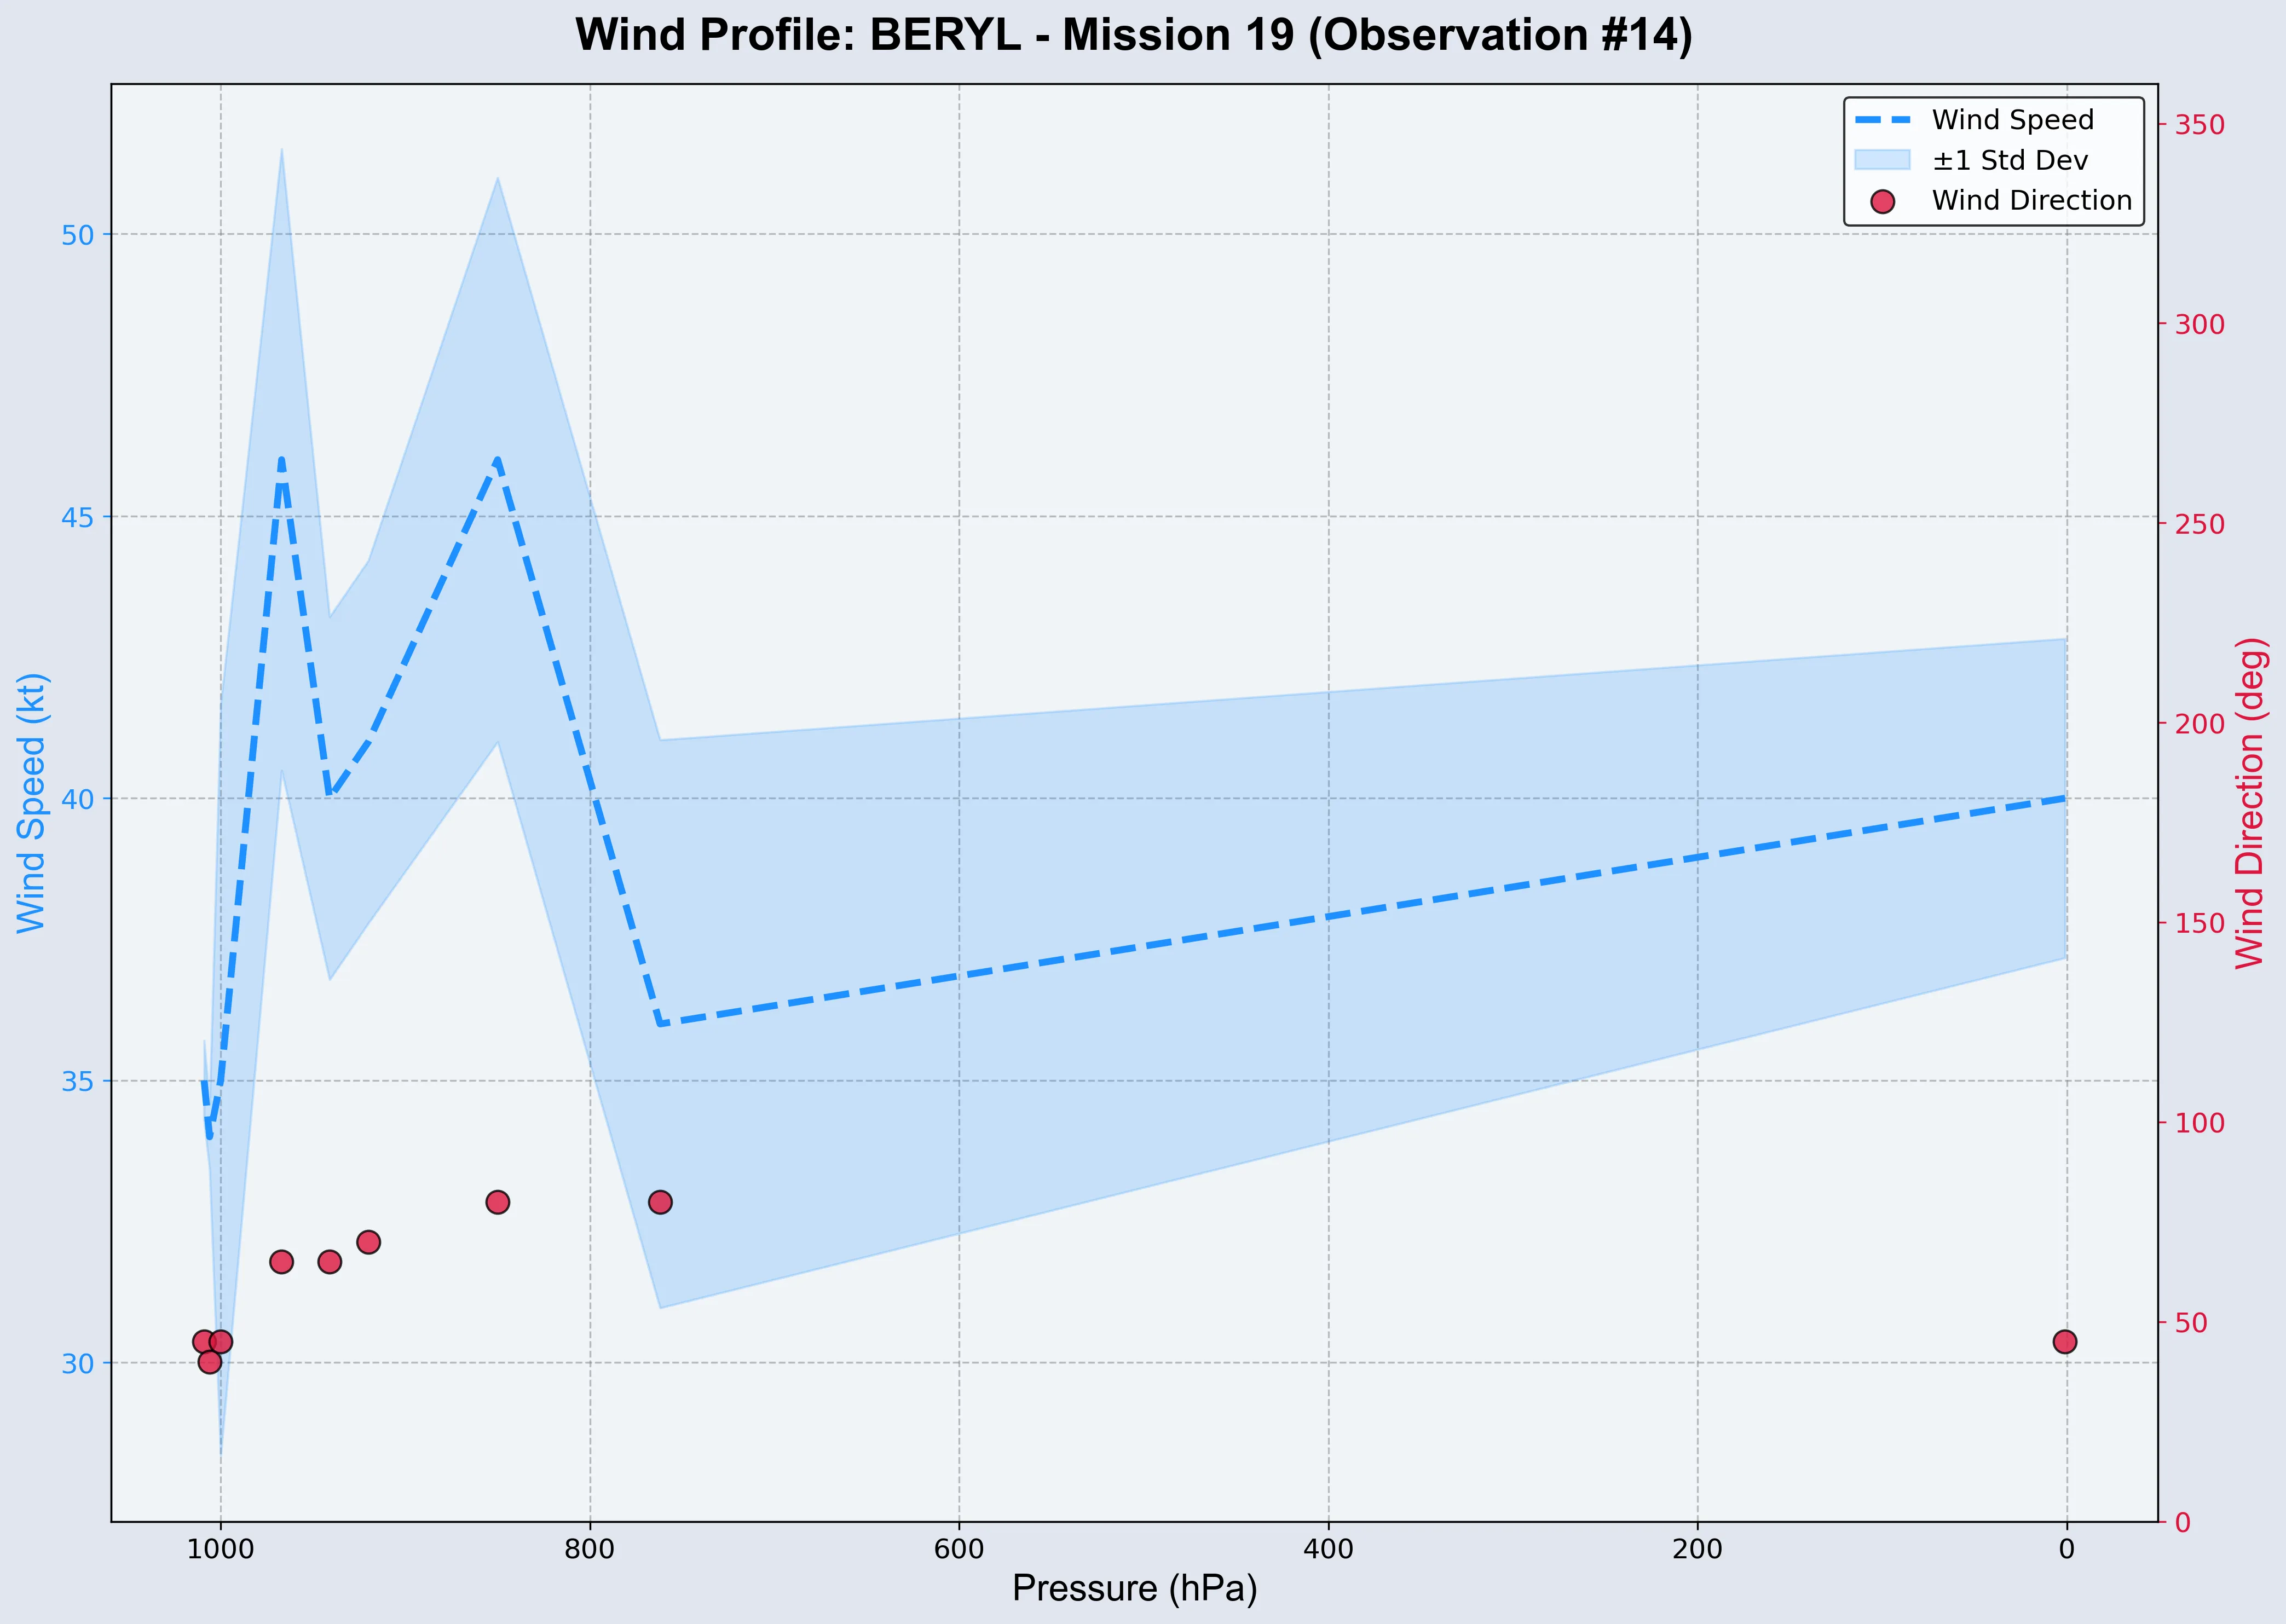 Wind Profile: BERYL - Mission 19 (Observation #14)
Wind Speed
±1 Std Dev
Wind Direction
50
45
40
35
30
Wind Speed (kt)
350
300
250
200
150
100
50
0
Wind Direction (deg)
1000
800
600
400
200
0
Pressure (hPa)